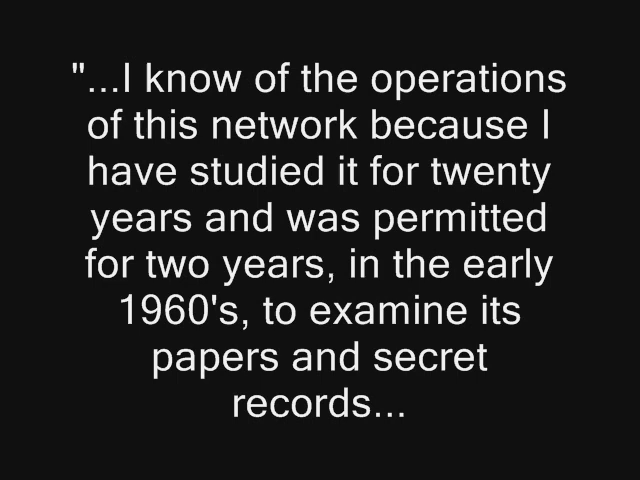 "...I know of the operations
of this network because I
have studied it for twenty
years and was permitted
for two years, in the early
1960's, to examine its
papers and secret
records...